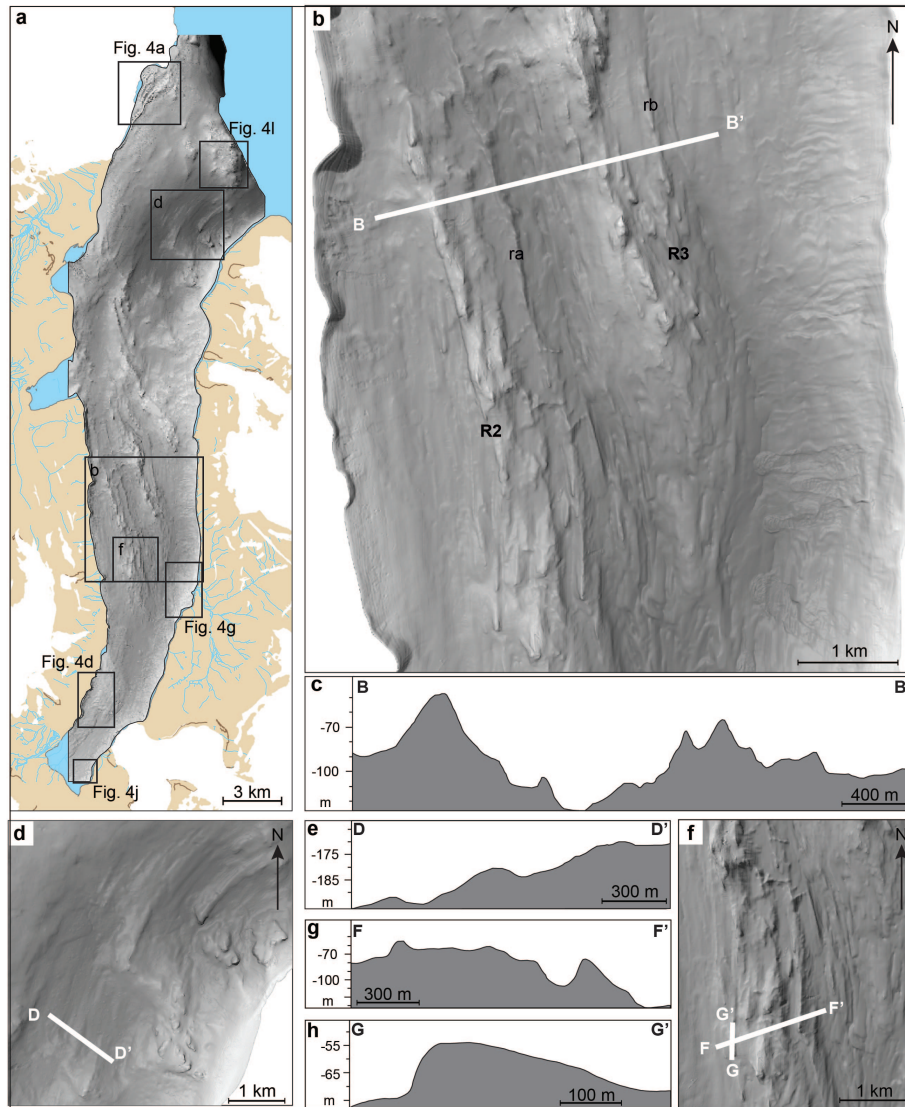 a
Fig. 4a
Fig. 4l
d
b
f
Fig. 4g
Fig. 4d
Fig. 4j
3 km
b
N
rb
B'
B
ra
R3
R2
1 km
c
B
B
-70
-100
m
400 m
d
N
D
D'
1 km
e
D
D'
-175
-185
m
300 m
g
F
F'
-70
-100
m
300 m
h
G
G'
-55
-65
m
100 m
f
N
G'
F'
F
G
1 km